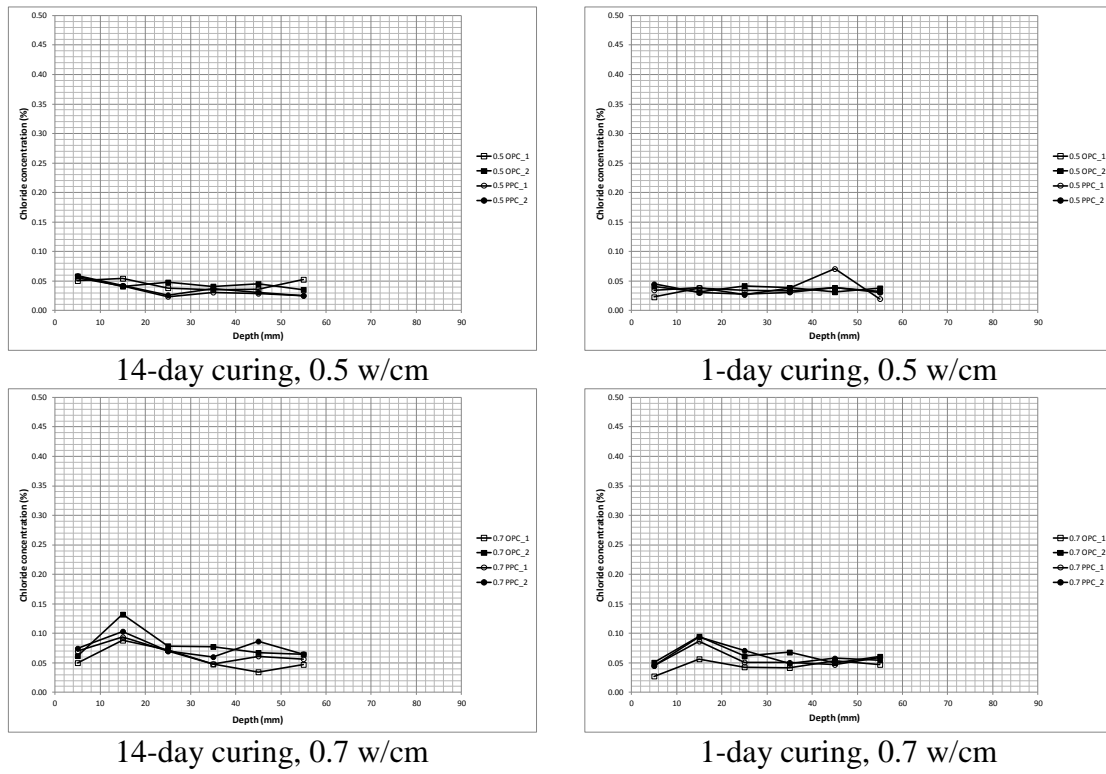 0.50
0.45
0.40
0.35
0.30
0.25
0.20
0.15
0.10
0.05
0.00
Chloride concentration (%)
0 10 20 30 40 50 60 70 80 90
Depth (mm)
0.5 OPC_1
0.5 OPC_2
0.5 PPC_1
0.5 PPC_2
14-day curing, 0.5 w/cm
0.50
0.45
0.40
0.35
0.30
0.25
0.20
0.15
0.10
0.05
0.00
Chloride concentration (%)
0 10 20 30 40 50 60 70 80 90
Depth (mm)
0.5 OPC_1
0.5 OPC_2
0.5 PPC_1
0.5 PPC_2
1-day curing, 0.5 w/cm
0.50
0.45
0.40
0.35
0.30
0.25
0.20
0.15
0.10
0.05
0.00
Chloride concentration (%)
0 10 20 30 40 50 60 70 80 90
Depth (mm)
0.7 OPC_1
0.7 OPC_2
0.7 PPC_1
0.7 PPC_2
14-day curing, 0.7 w/cm
0.50
0.45
0.40
0.35
0.30
0.25
0.20
0.15
0.10
0.05
0.00
Chloride concentration (%)
0 10 20 30 40 50 60 70 80 90
Depth (mm)
0.7 OPC_1
0.7 OPC_2
0.7 PPC_1
0.7 PPC_2
1-day curing, 0.7 w/cm